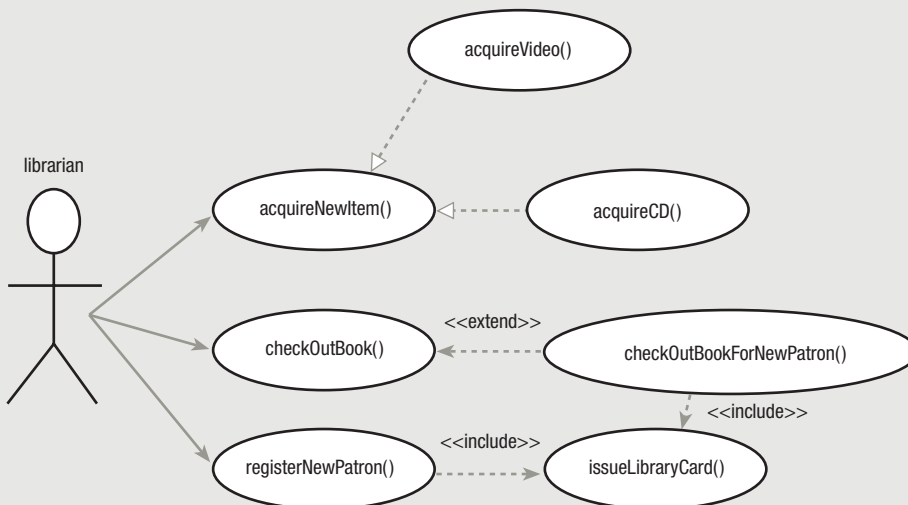 acquireVideo()
librarian
acquireNewItem()
acquireCD()
<<extend>>
checkOutBook()
checkOutBookForNewPatron()
<<include>>
<<include>>
registerNewPatron()
issueLibraryCard()